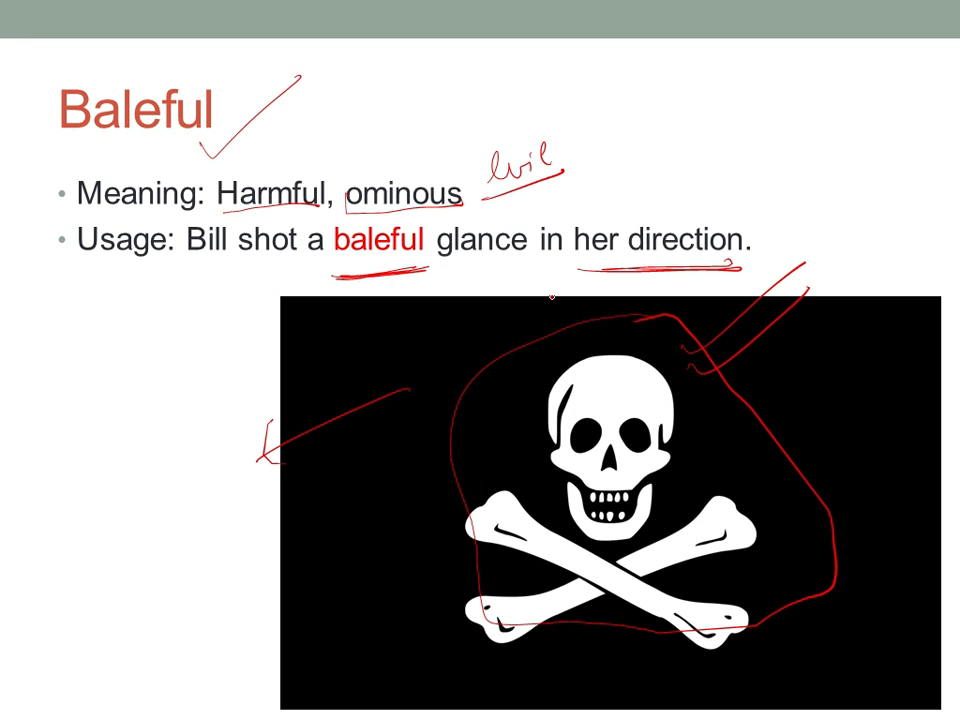 Baleful
• Meaning: Harmful, ominous evil
• Usage: Bill shot a baleful glance in her direction.